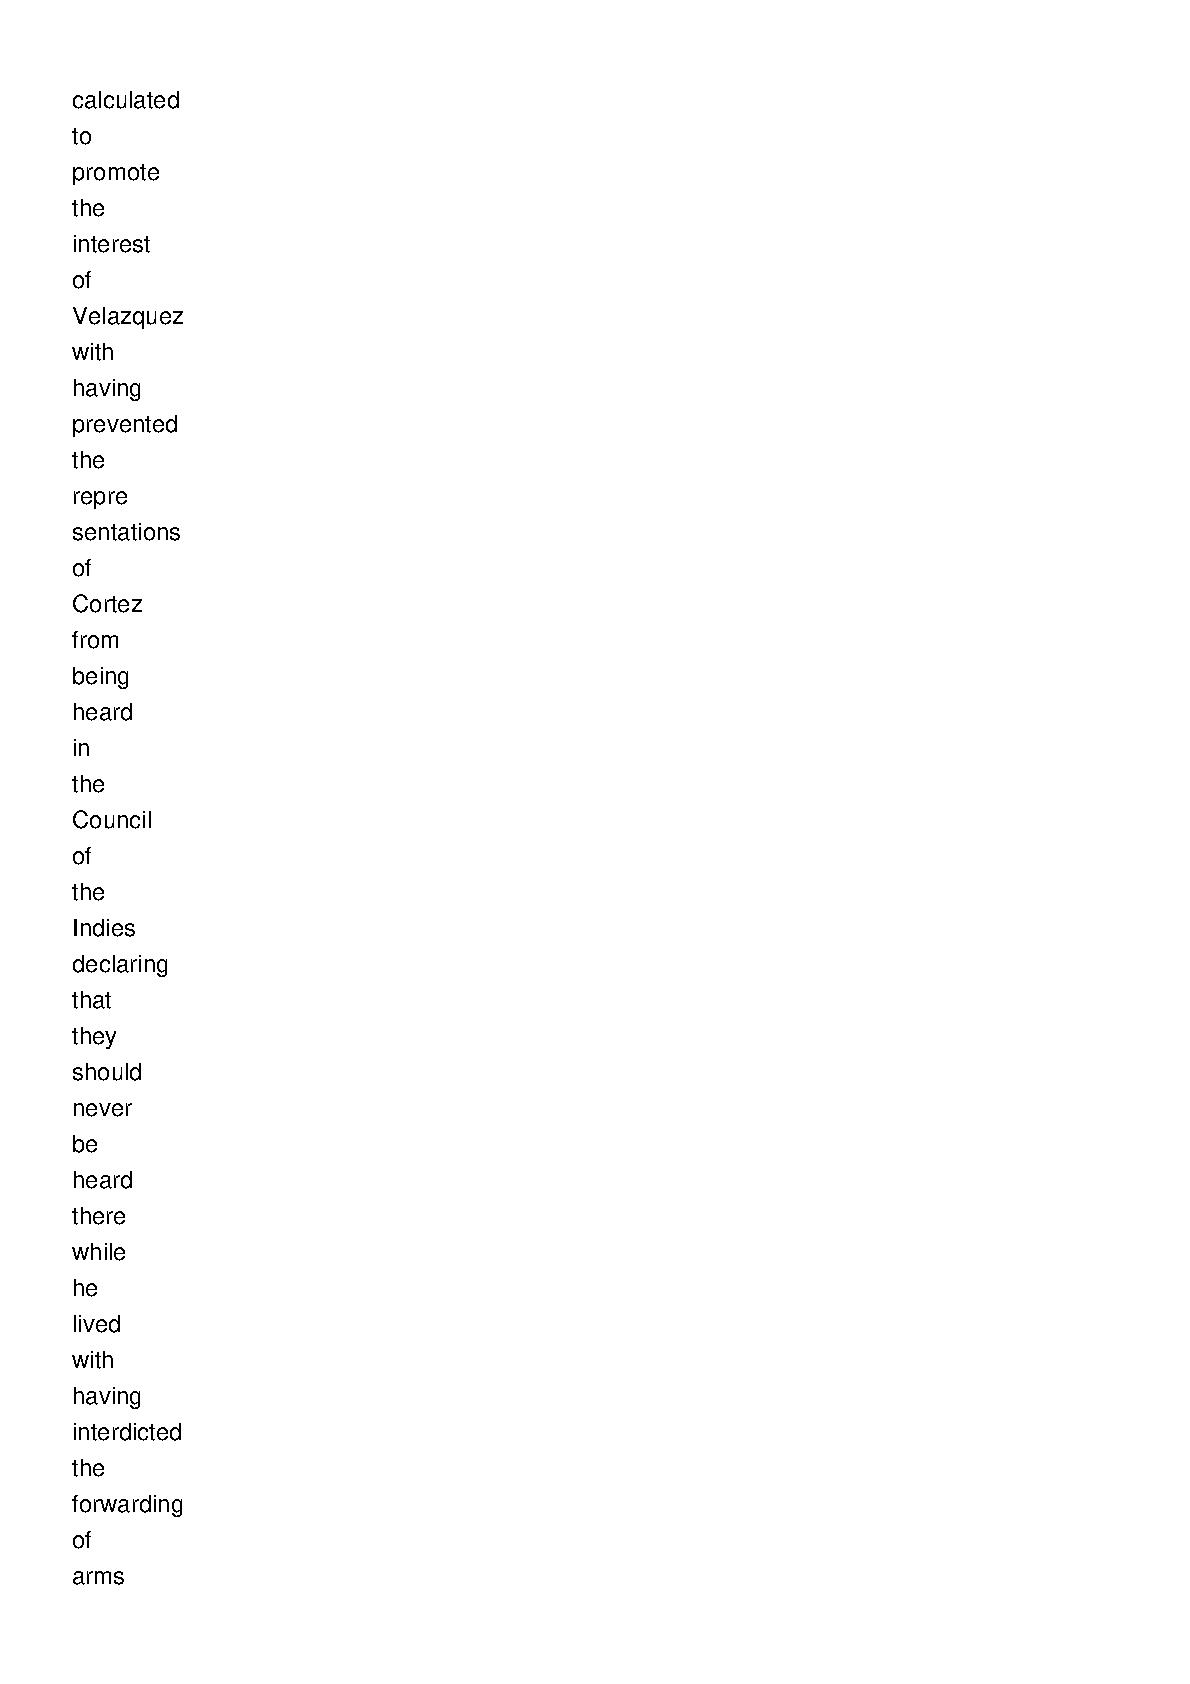 calculated
to
promote
the
interest
of
Velazquez
with
having
prevented
the
repre
sentations
of
Cortez
from
being
heard
in
the
Council
of
the
Indies
declaring
that
they
should
never
be
heard
there
while
he
lived
with
having
interdicted
the
forwarding
of
arms